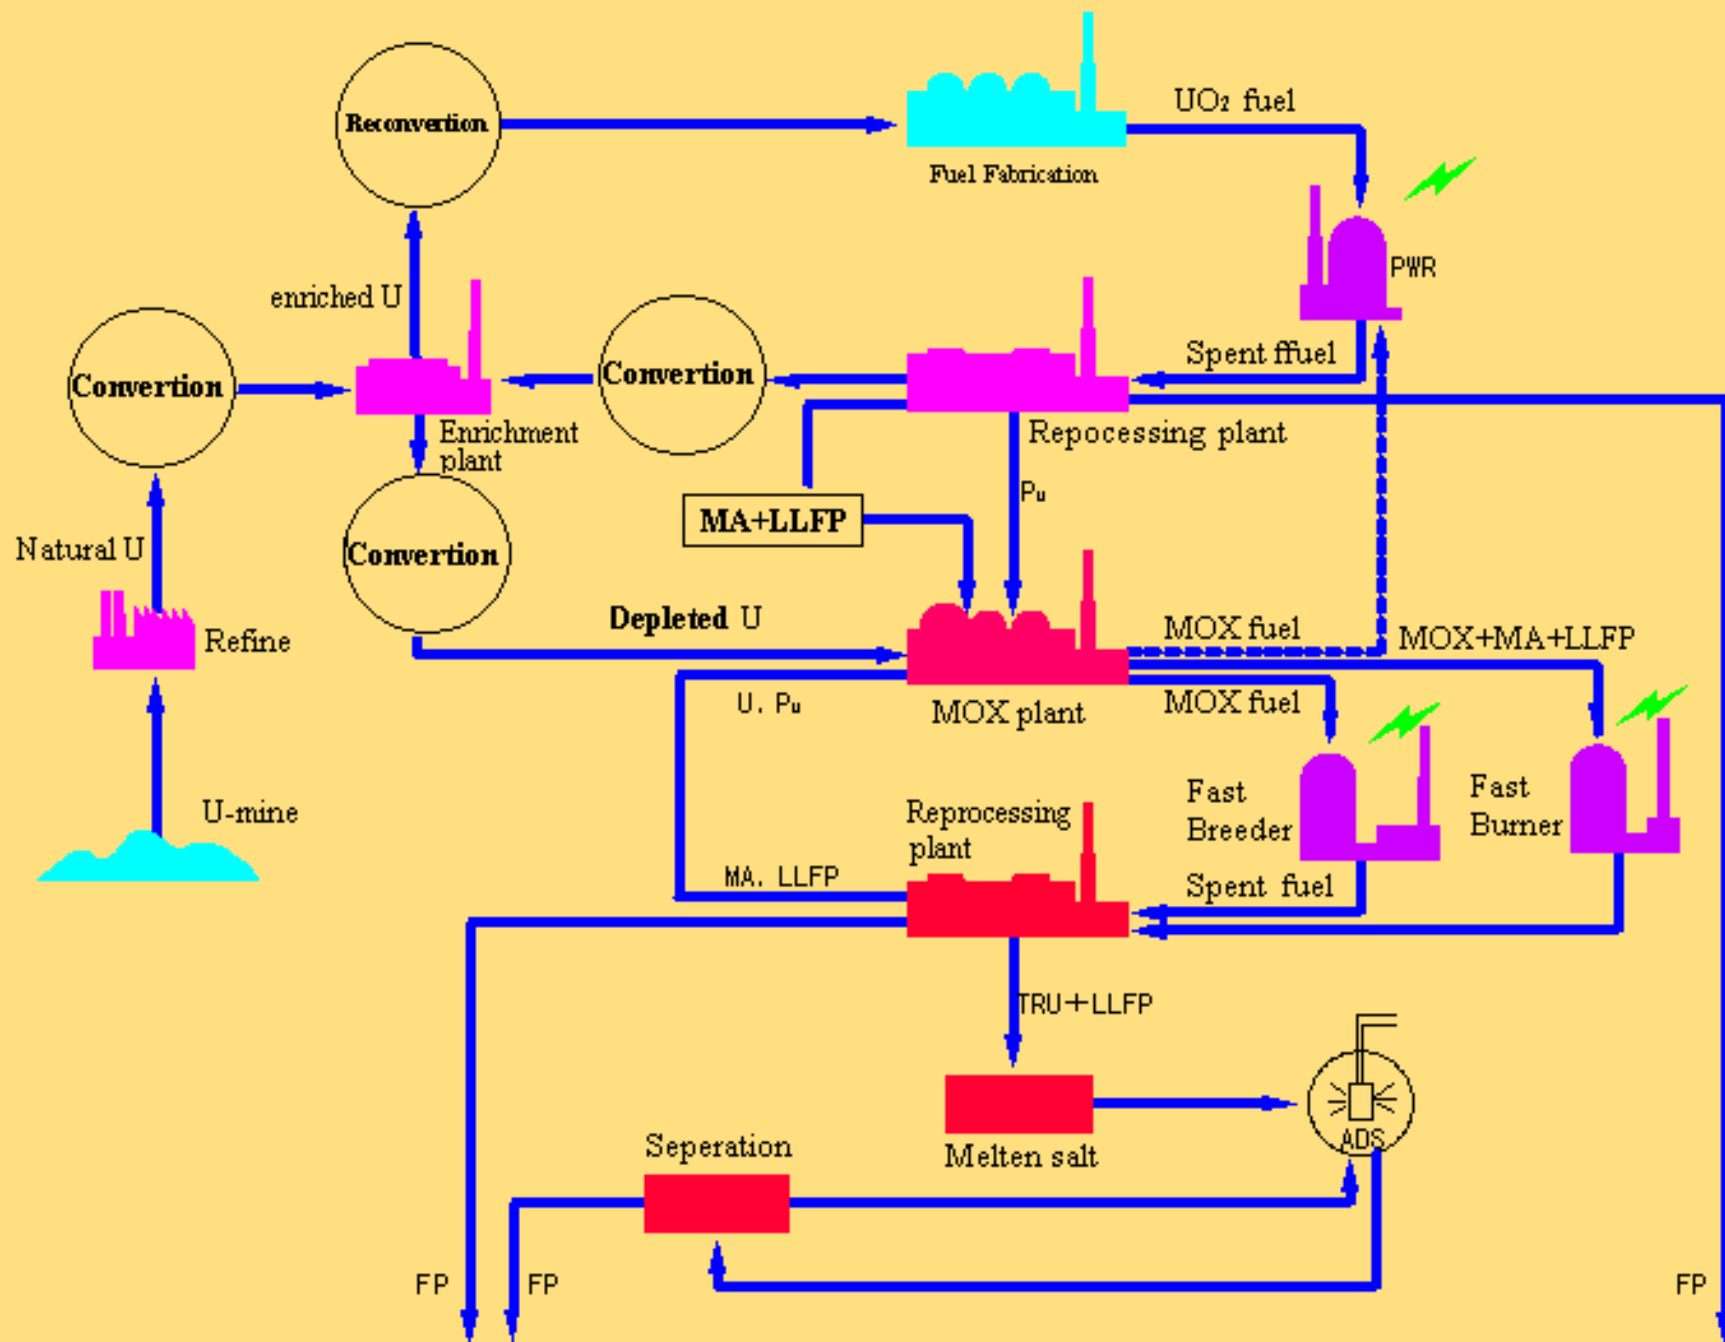 UO₂ fuel
Reconvertion
Fuel Fabrication
PWR
enriched U
Spent ffuel
Convertion
Convertion
Enrichment
plant
Repocessing plant
Pu
MA+LLFP
Natural U
Convertion
Depleted U
MOX fuel
MOX+MA+LLFP
Refine
U. Pu
MOX plant
MOX fuel
Fast
Breeder
Fast
Burner
U-mine
Reprocessing
plant
MA. LLFP
Spent fuel
TRU+LLFP
ADS
Melten salt
Seperation
FP
FP
FP